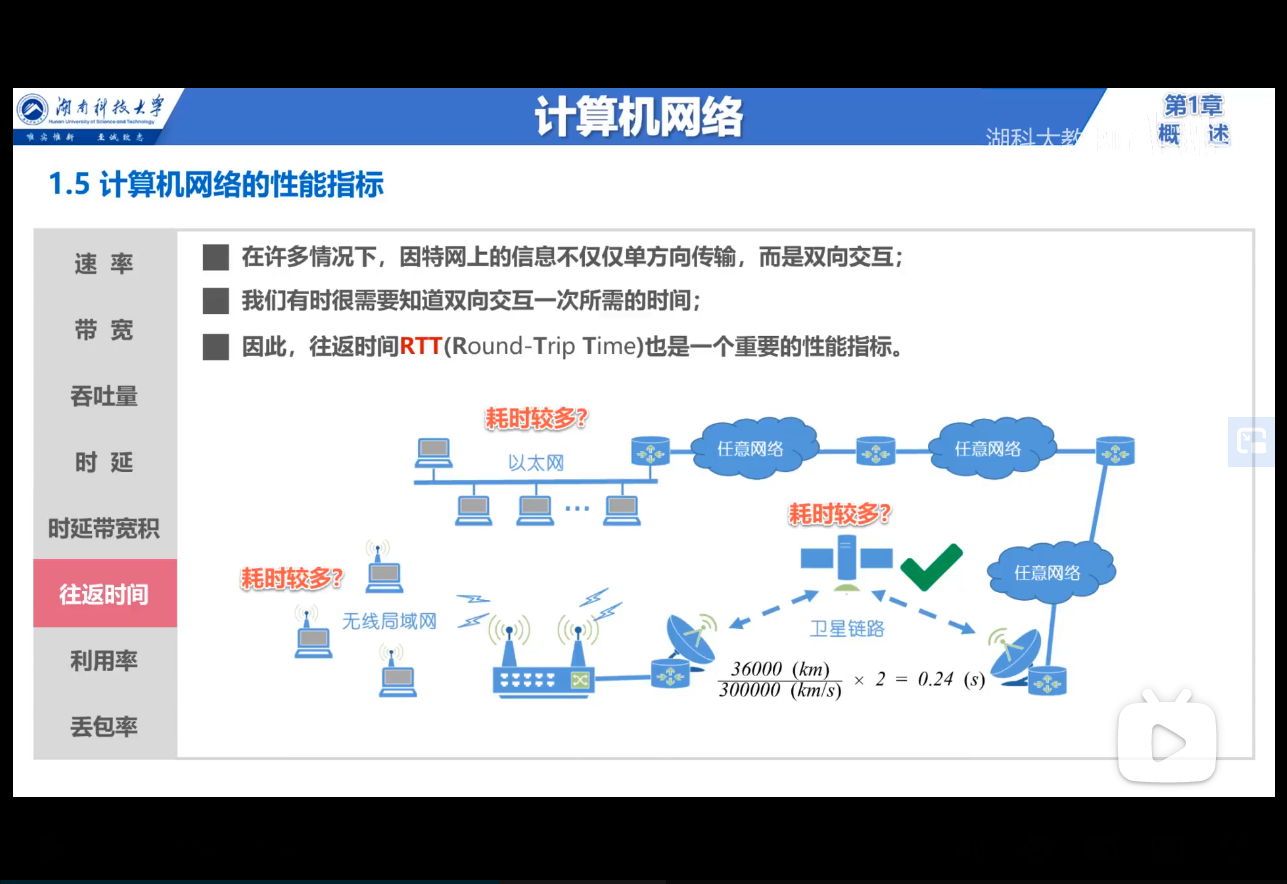 湖南科技大学
Hunan University of Science and Technology
唯实惟新 至诚致志
计算机网络
第1章
概 述
湖科大教
1.5 计算机网络的性能指标
速 率
带 宽
吞吐量
时 延
时延带宽积
往返时间
利用率
丢包率
在许多情况下，因特网上的信息不仅仅单方向传输，而是双向交互；
我们有时很需要知道双向交互一次所需的时间；
因此，往返时间RTT(Round-Trip Time)也是一个重要的性能指标。
耗时较多?
以太网
...
任意网络
任意网络
耗时较多?
任意网络
卫星链路
耗时较多?
无线局域网
36000 (km)
300000 (km/s)
× 2 = 0.24 (s)